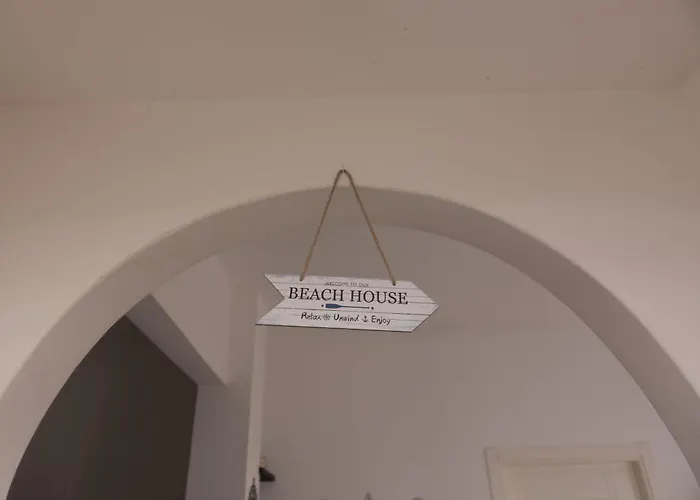 WELCOME TO OUR
BEACH HOUSE
Relax Unwind Enjoy